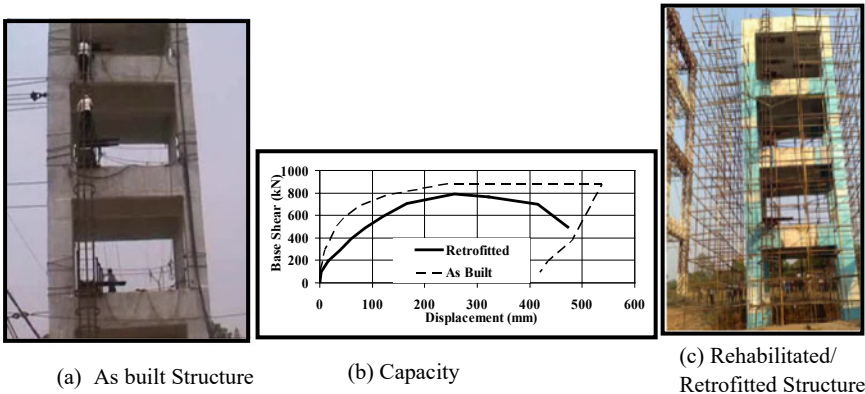 1000
800
600
400
200
0
Base Shear (kN)
Retrofitted
As Built
0 100 200 300 400 500 600
Displacement (mm)
(a) As built Structure
(b) Capacity
(c) Rehabilitated/
Retrofitted Structure